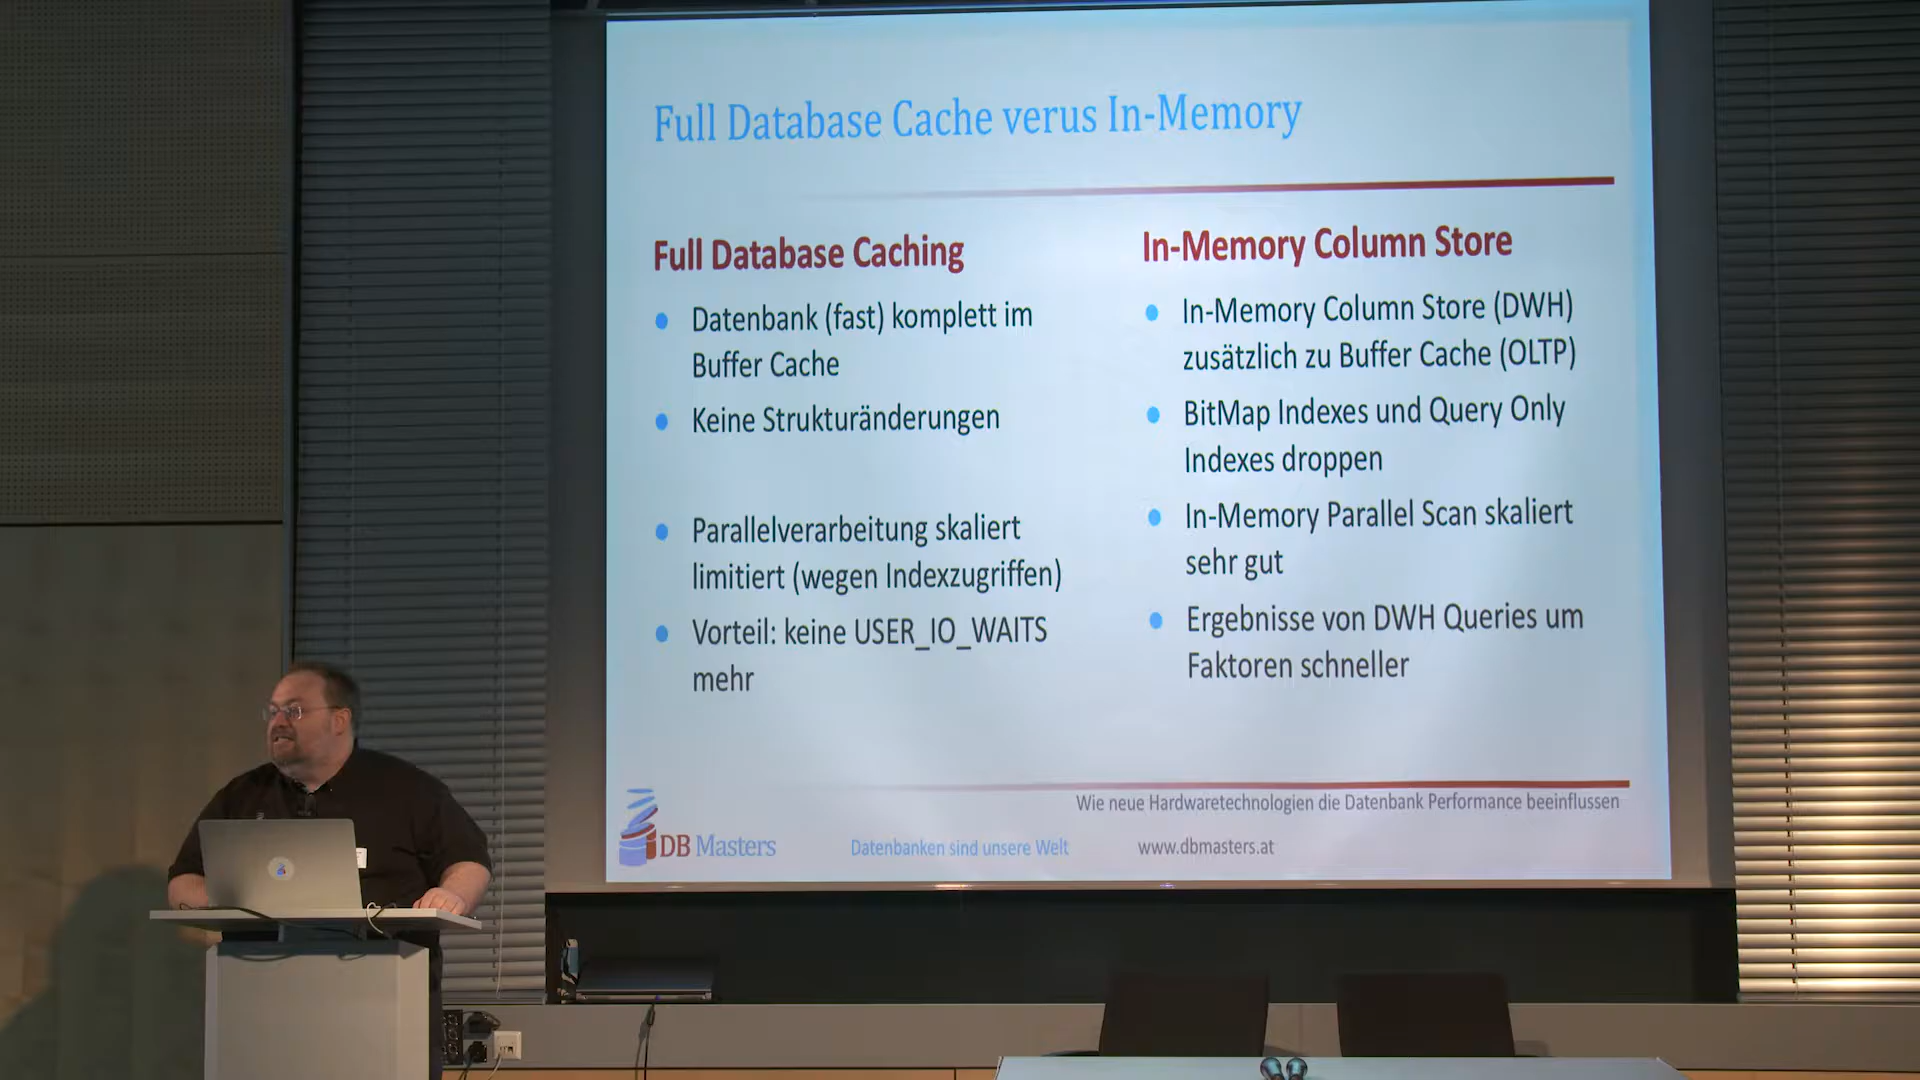 Full Database Cache verus In-Memory
Full Database Caching
Datenbank (fast) komplett im
Buffer Cache
Keine Strukturänderungen
Parallelverarbeitung skaliert
limitiert (wegen Indexzugriffen)
Vorteil: keine USER_IO_WAITS
mehr
In-Memory Column Store
In-Memory Column Store (DWH)
zusätzlich zu Buffer Cache (OLTP)
BitMap Indexes und Query Only
Indexes droppen
In-Memory Parallel Scan skaliert
sehr gut
Ergebnisse von DWH Queries um
Faktoren schneller
Wie neue Hardwaretechnologien die Datenbank Performance beeinflussen
DB Masters
Datenbanken sind unsere Welt
www.dbmasters.at